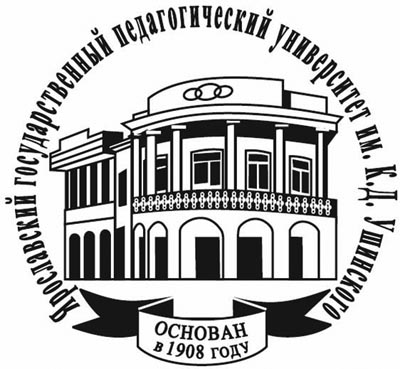 Ярославский государственный педагогический университет им. К.Д. Ушинского
ОСНОВАН
в 1908 ГОДУ